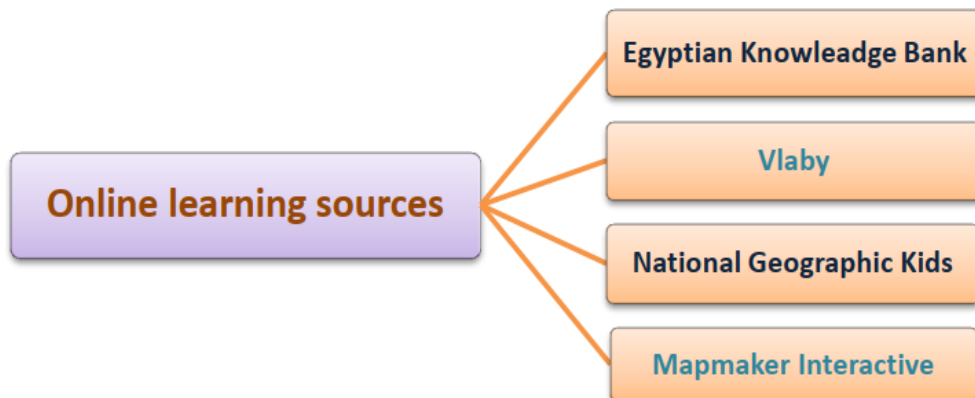 Online learning sources
Egyptian Knowleadge Bank
Vlaby
National Geographic Kids
Mapmaker Interactive